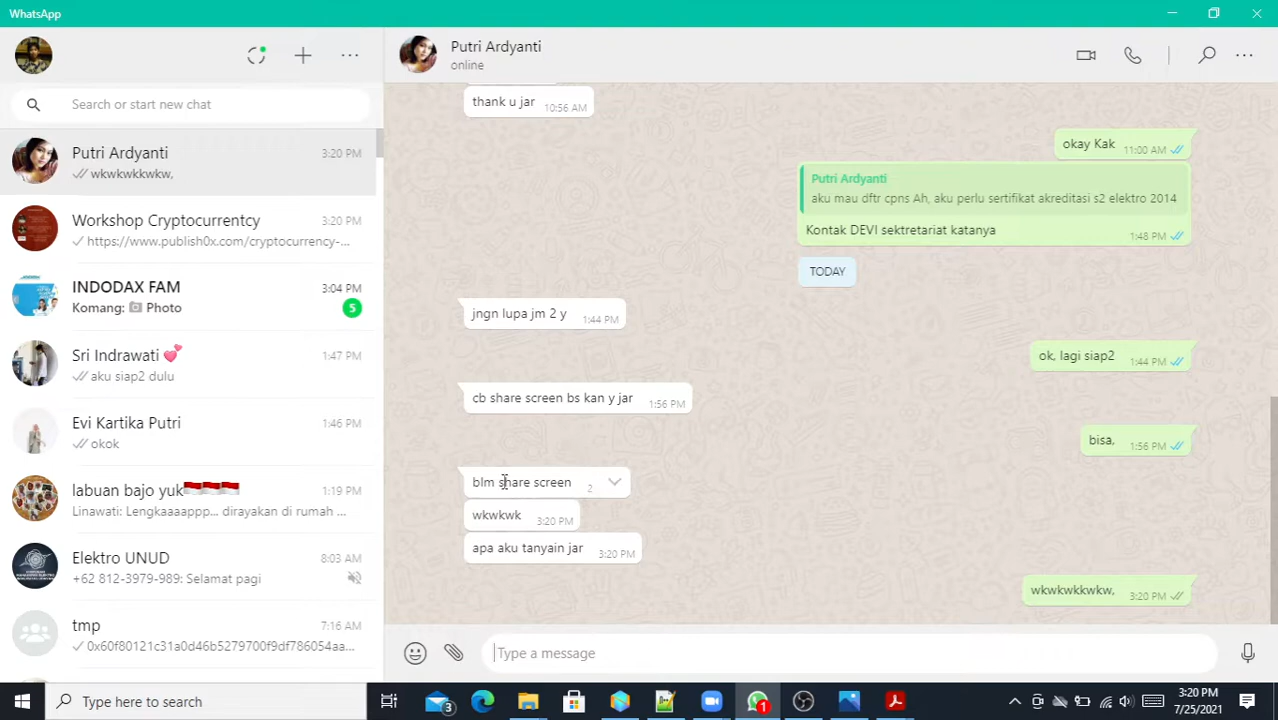 WhatsApp
Search or start new chat
Putri Ardyanti
3:20 PM
wkwkwkkwkw,
Workshop Cryptocurrentcy
3:20 PM
https://www.publish0x.com/cryptocurrency-...
INDODAX FAM
3:04 PM
Komang: Photo
5
Sri Indrawati
1:47 PM
aku siap2 dulu
Evi Kartika Putri
1:46 PM
okok
labuan bajo yuk
1:19 PM
Linawati: Lengkaaaappp... dirayakan di rumah ...
Elektro UNUD
8:03 AM
+62 812-3979-989: Selamat pagi
tmp
7:16 AM
0x60f80121c31a0d46b5279700f9df786054aa...
Putri Ardyanti
online
thank u jar 10:56 AM
okay Kak 11:00 AM
Putri Ardyanti
aku mau dftr cpns Ah, aku perlu sertifikat akreditasi s2 elektro 2014
Kontak DEVI sektretariat katanya 1:48 PM
TODAY
jngn lupa jm 2 y 1:44 PM
ok, lagi siap2 1:44 PM
cb share screen bs kan y jar 1:56 PM
bisa, 1:56 PM
blm share screen 2
wkwkwk 3:20 PM
apa aku tanyain jar 3:20 PM
wkwkwkkwkw, 3:20 PM
Type a message
Type here to search
3
1
3:20 PM
7/25/2021